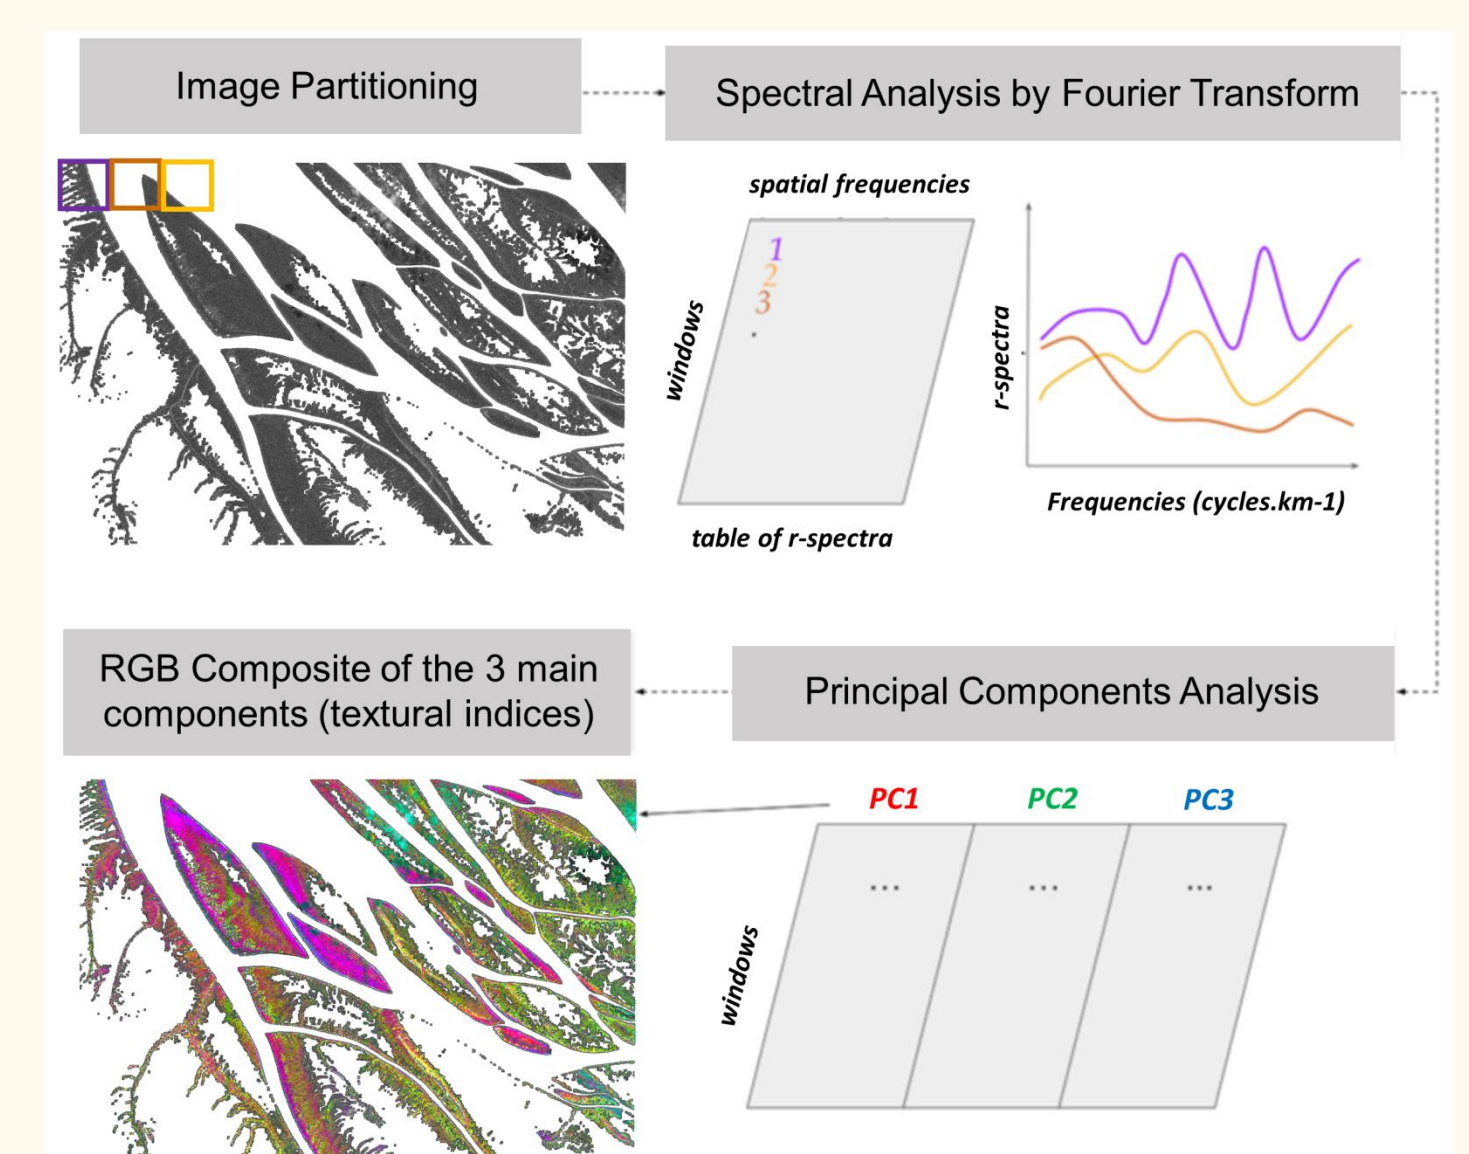 Image Partitioning
Spectral Analysis by Fourier Transform
spatial frequencies
1
2
3
windows
table of r-spectra
r-spectra
Frequencies (cycles.km-1)
RGB Composite of the 3 main
components (textural indices)
Principal Components Analysis
PC1 PC2 PC3
... ... ...
windows